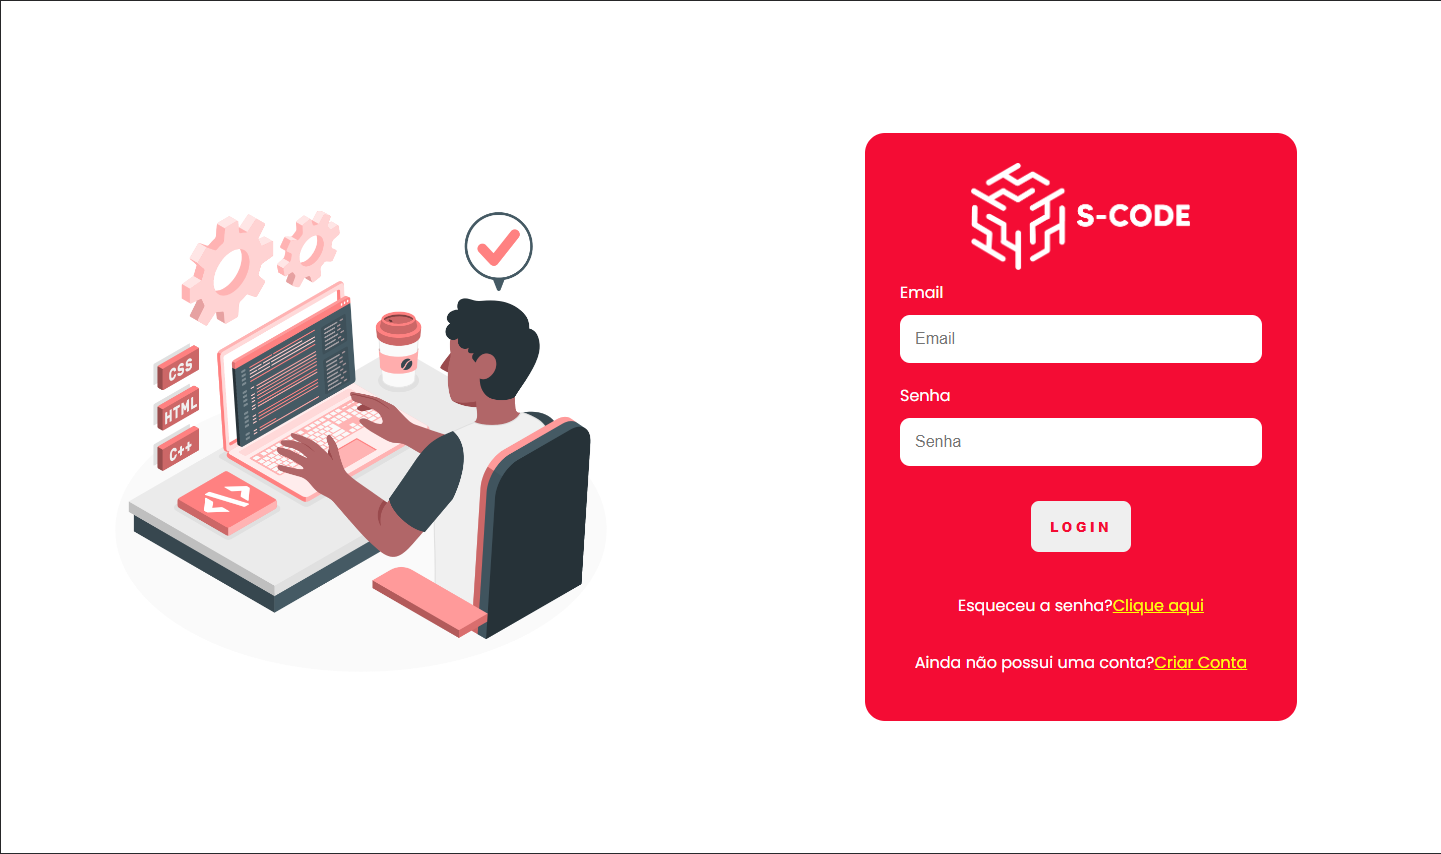 CSS
HTML
C++
</>
S-CODE
Email
Email
Senha
Senha
LOGIN
Esqueceu a senha?Clique aqui
Ainda não possui uma conta?Criar Conta